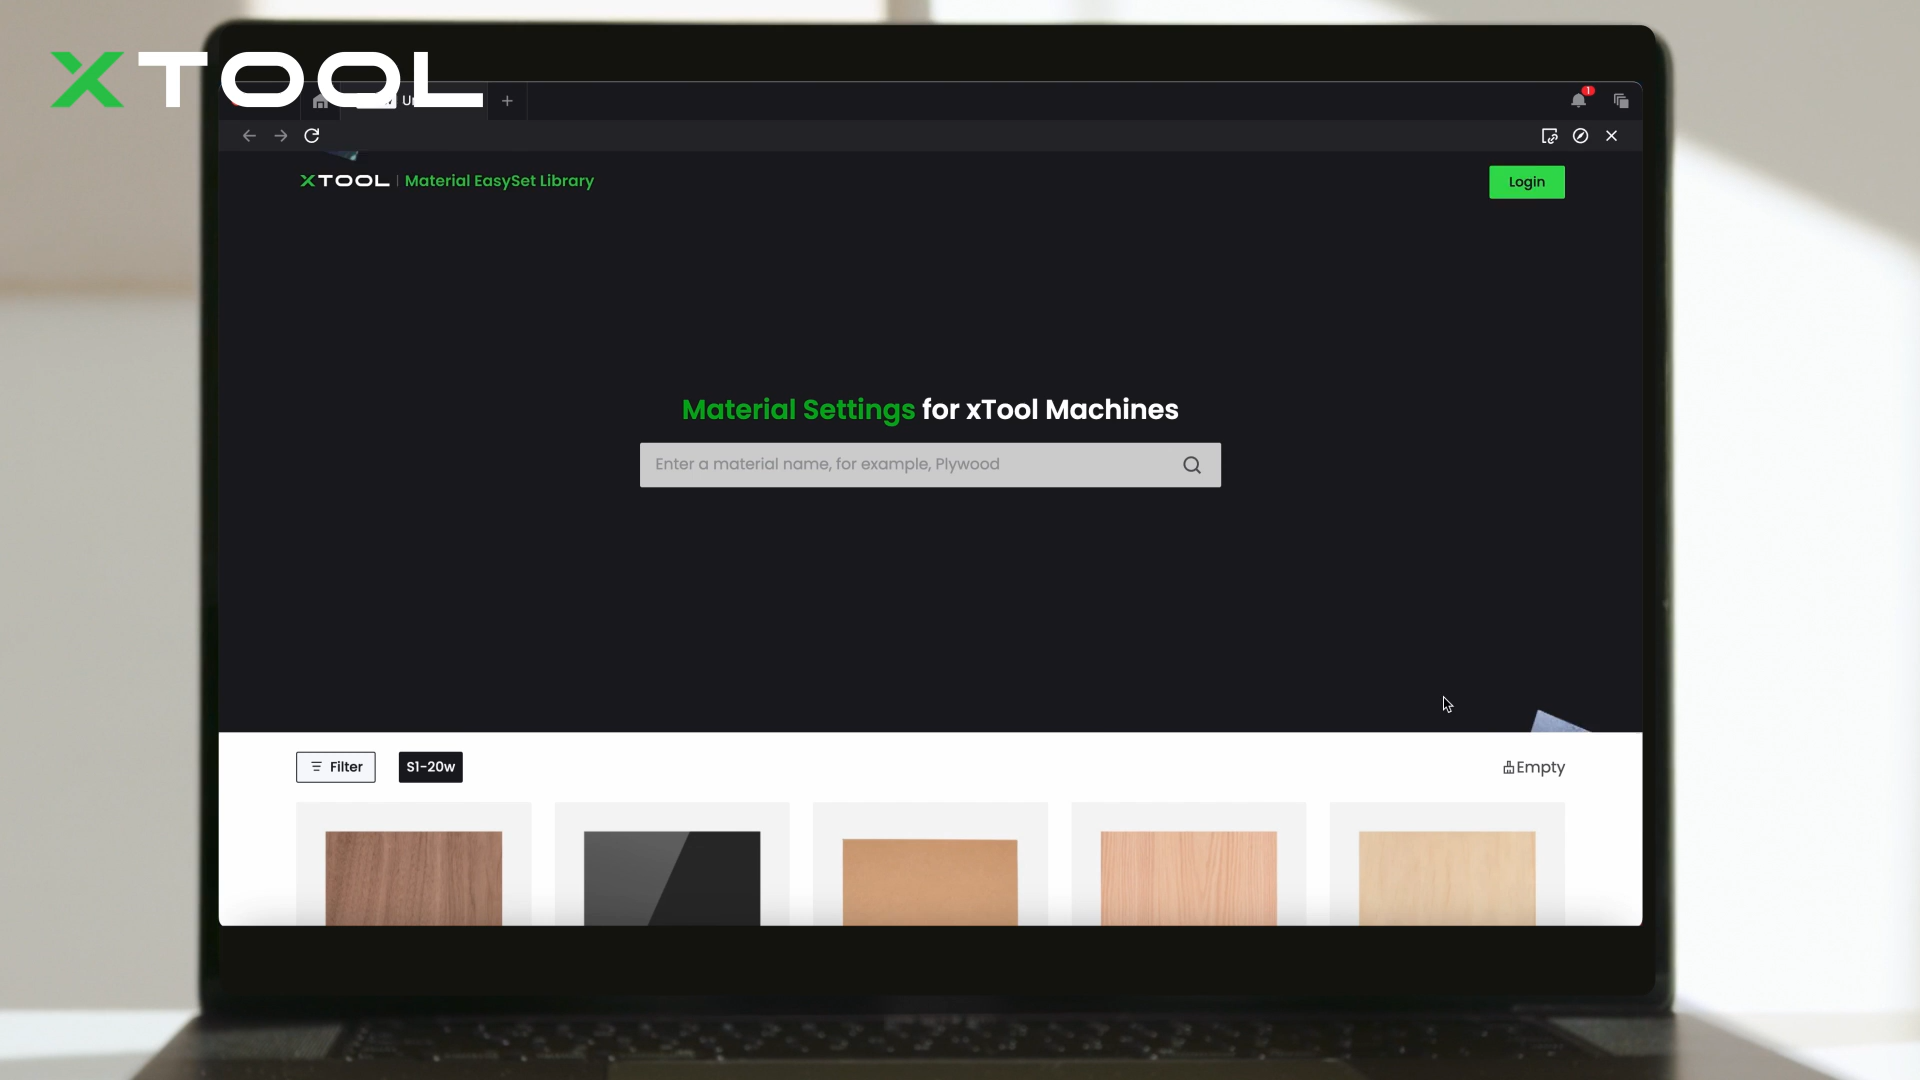 XTOOL
1
XTOOL | Material EasySet Library
Login
Material Settings for xTool Machines
Enter a material name, for example, Plywood
Filter
S1-20w
Empty